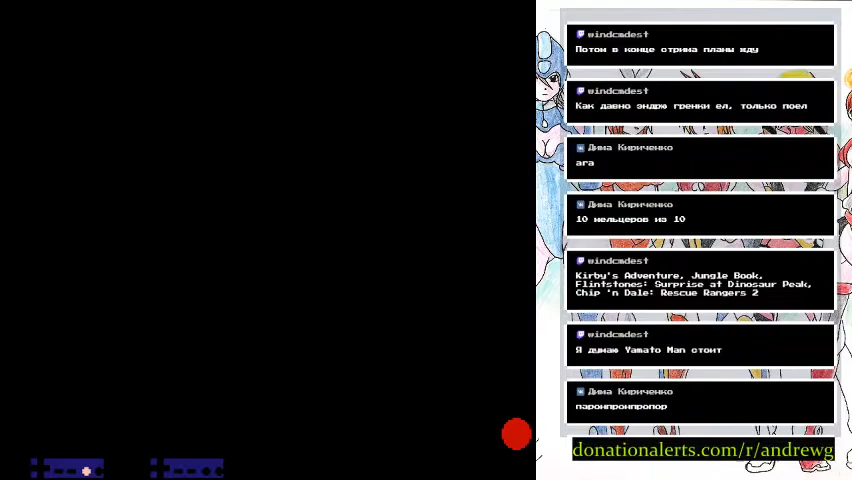 windcmdest
Потом в конце стрима планы жду
windcmdest
Как давно эндрю гренки ел, только поел
Дима Кириченко
ага
Дима Кириченко
10 мельцеров из 10
windcmdest
Kirby's Adventure, Jungle Book,
Flintstones: Surprise at Dinosaur Peak,
Chip 'n Dale: Rescue Rangers 2
windcmdest
Я думаю Yamato Man стоит
Дима Кириченко
паронпронпропор
donationalerts.com/r/andrewg